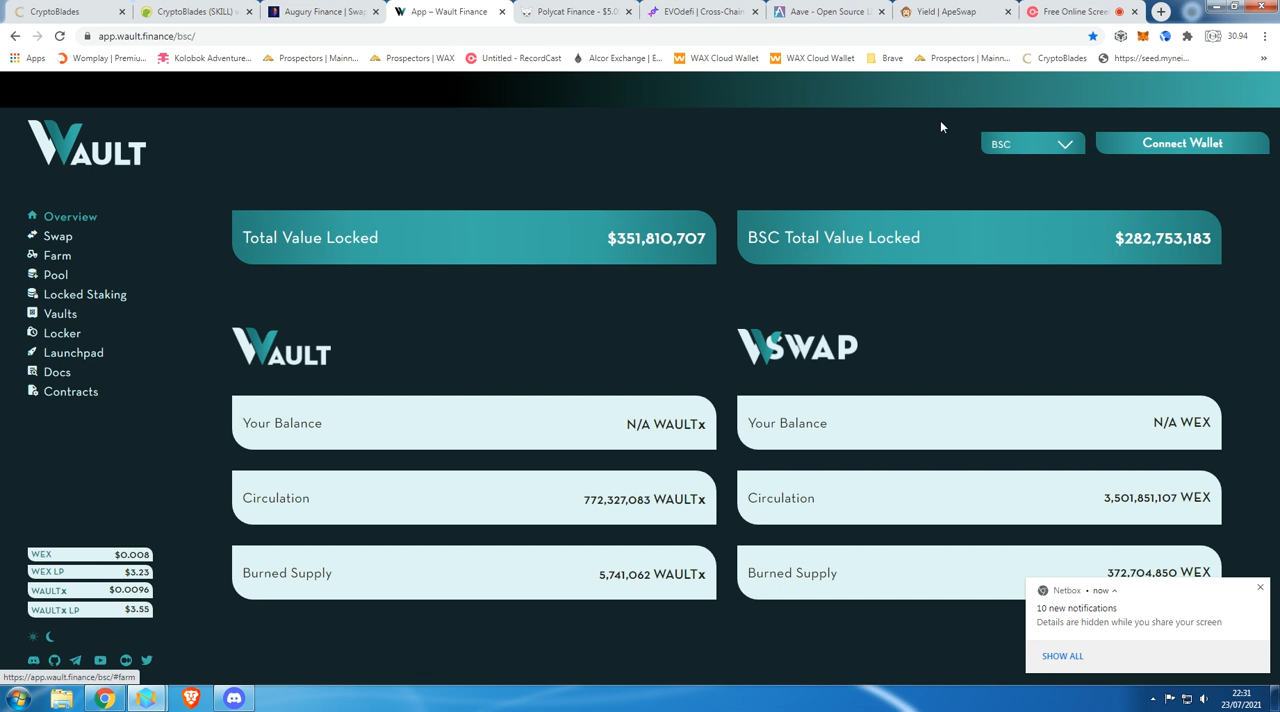 CryptoBlades
CryptoBlades (SKILL)
Augury Finance | Swap
App – Wault Finance
Polycat Finance - $5.0
EVOdefi | Cross-Chain
Aave - Open Source Li
Yield | ApeSwap
Free Online Scree
app.wault.finance/bsc/
30.94
Apps
Womplay | Premiu...
Kolobok Adventure...
Prospectors | Mainn...
Prospectors | WAX
Untitled - RecordCast
Alcor Exchange | E...
WAX Cloud Wallet
WAX Cloud Wallet
Brave
Prospectors | Mainn...
CryptoBlades
https://seed.mynei...
»
WAULT
BSC
Connect Wallet
Overview
Swap
Farm
Pool
Locked Staking
Vaults
Locker
Launchpad
Docs
Contracts
Total Value Locked $351,810,707
BSC Total Value Locked $282,753,183
WAULT
WSWAP
Your Balance N/A WAULTx
Your Balance N/A WEX
Circulation 772,327,083 WAULTx
Circulation 3,501,851,107 WEX
Burned Supply 5,741,062 WAULTx
Burned Supply 372,704,850 WEX
WEX $0.008
WEX LP $3.23
WAULTx $0.0096
WAULTx LP $3.55
Netbox • now
10 new notifications
Details are hidden while you share your screen
SHOW ALL
https://app.wault.finance/bsc/#farm
22:31
23/07/2021